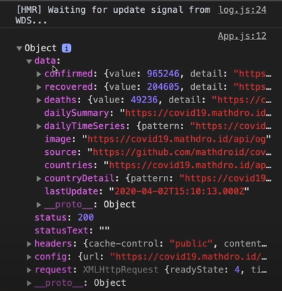 [HMR] Waiting for update signal from log.js:24
WDS...
App.js:12
▼Object i
▼data:
▶confirmed: {value: 965246, detail: "https…
▶recovered: {value: 204605, detail: "https…
▶deaths: {value: 49236, detail: "https://c…
dailySummary: "https://covid19.mathdro.id…
▶dailyTimeSeries: {pattern: "https://covid…
image: "https://covid19.mathdro.id/api/og"
source: "https://github.com/mathdroid/cov…
countries: "https://covid19.mathdro.id/ap…
▶countryDetail: {pattern: "https://covid19…
lastUpdate: "2020-04-02T15:10:13.000Z"
▶__proto__: Object
status: 200
statusText: ""
▶headers: {cache-control: "public", content…
▶config: {url: "https://covid19.mathdro.id/…
▶request: XMLHttpRequest {readyState: 4, ti…
▶__proto__: Object